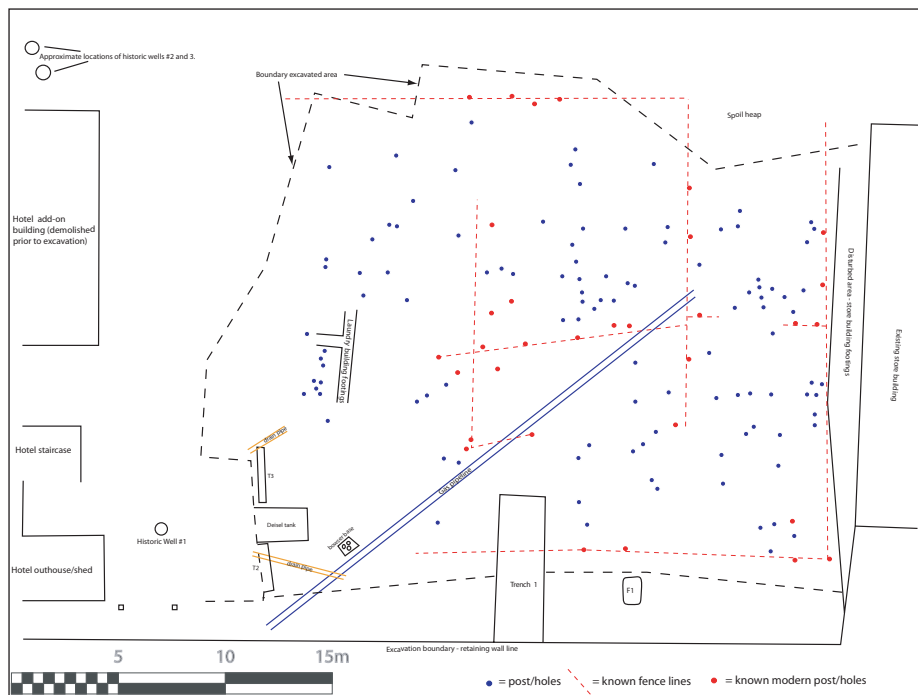 Approximate locations of historic wells #2 and 3.
Boundary excavated area
Spoil heap
Hotel add-on
building (demolished
prior to excavation)
Disturbed area - store building
footings
Existing store building
Laundry building
footings
drain pipe
Hotel staircase
T3
Gas pipeline
Deisel tank
bowser base
Historic Well #1
Hotel outhouse/shed
T2
drain pipe
Trench 1
F1
Excavation boundary - retaining wall line
5 10 15m
= post/holes = known fence lines = known modern post/holes